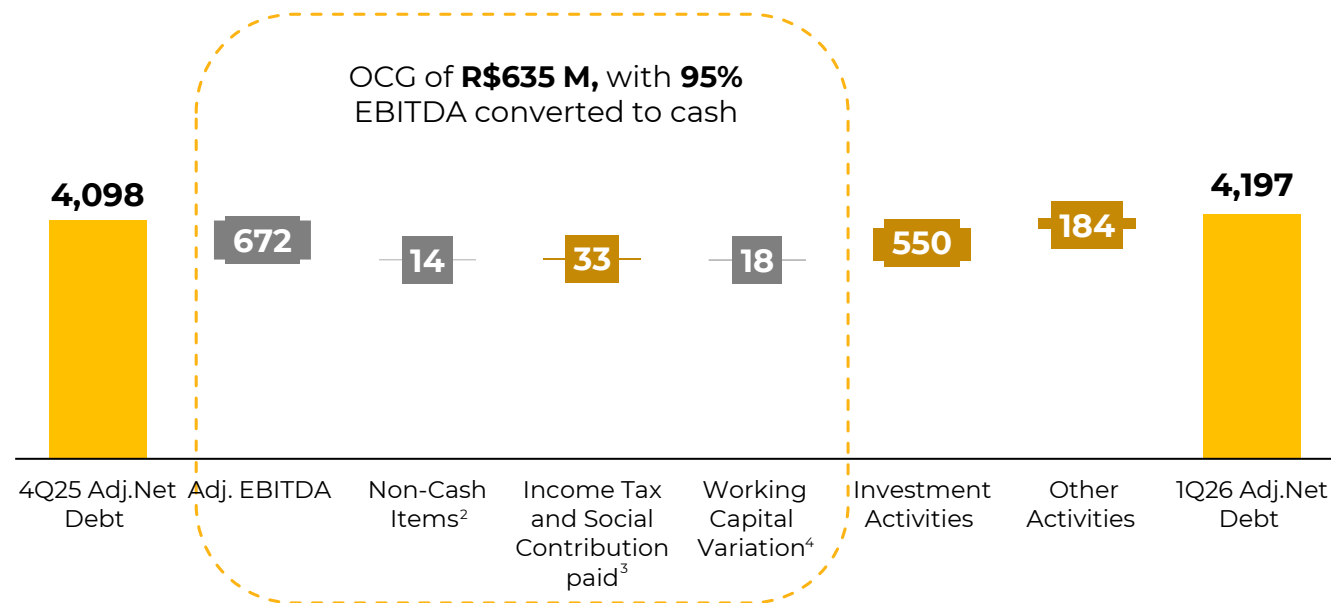 OCG of R$635 M, with 95%
EBITDA converted to cash
4,098
672
14
33
18
550
184
4,197
4Q25 Adj.Net
Debt
Adj. EBITDA
Non-Cash
Items²
Income Tax
and Social
Contribution
paid³
Working
Capital
Variation⁴
Investment
Activities
Other
Activities
1Q26 Adj.Net
Debt